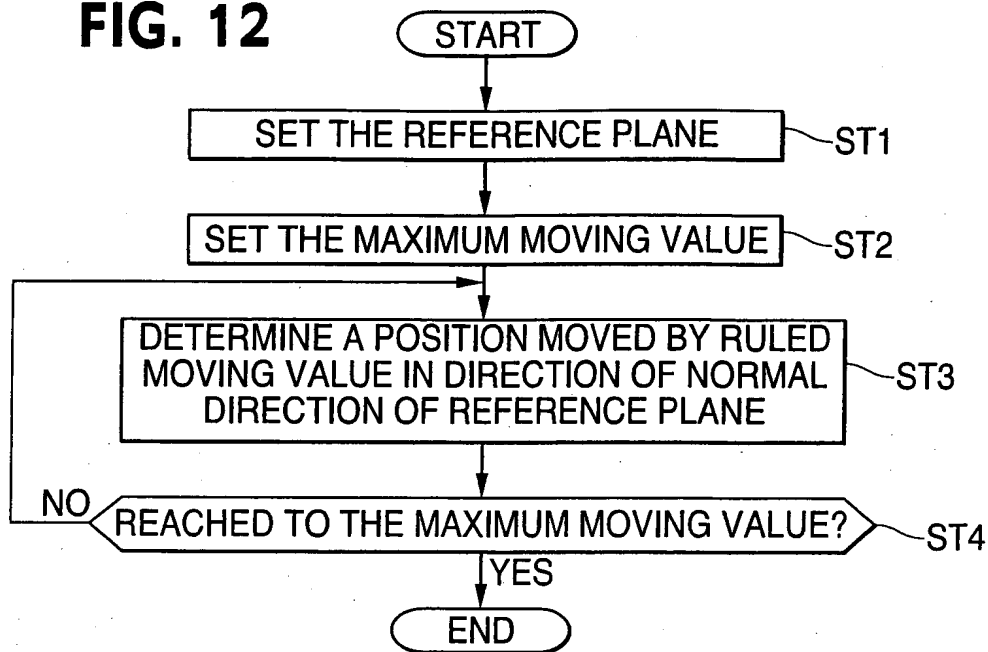 FIG. 12
START
SET THE REFERENCE PLANE
ST1
SET THE MAXIMUM MOVING VALUE
ST2
DETERMINE A POSITION MOVED BY RULED
MOVING VALUE IN DIRECTION OF NORMAL
DIRECTION OF REFERENCE PLANE
ST3
NO
REACHED TO THE MAXIMUM MOVING VALUE?
ST4
YES
END